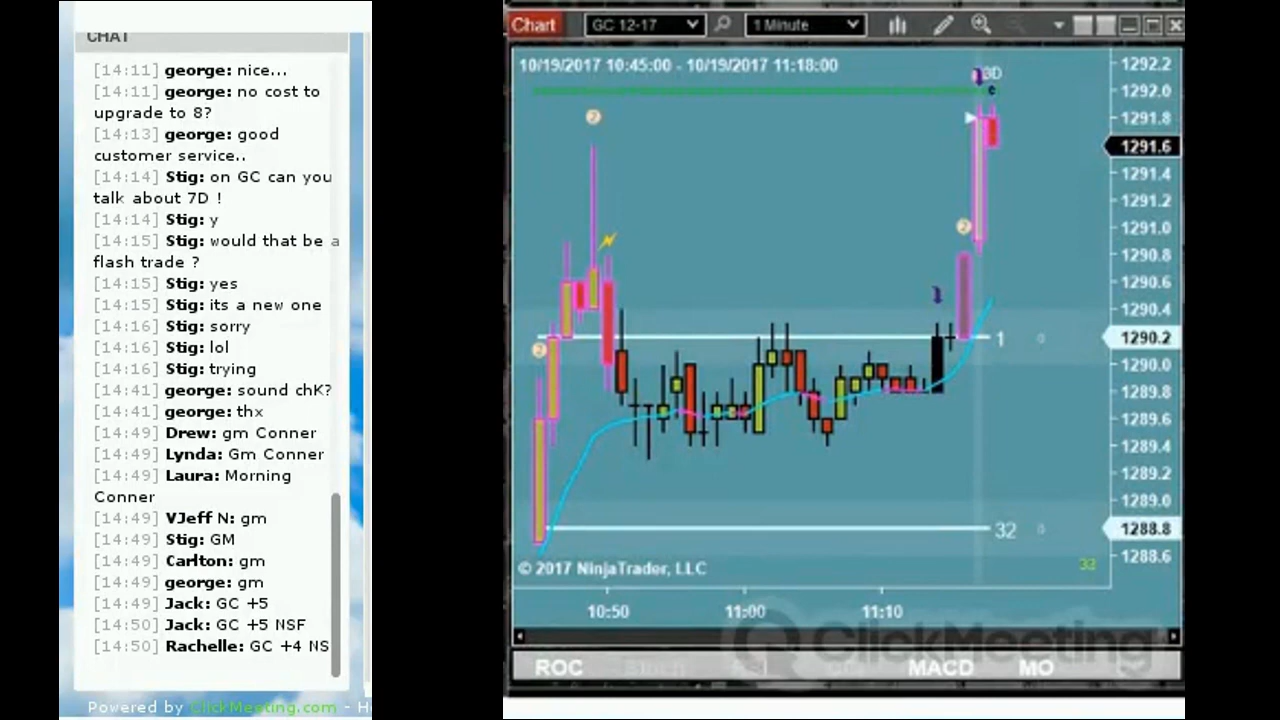 CHAT
[14:11] george: nice...
[14:11] george: no cost to
upgrade to 8?
[14:13] george: good
customer service..
[14:14] Stig: on GC can you
talk about 7D !
[14:14] Stig: y
[14:15] Stig: would that be a
flash trade ?
[14:15] Stig: yes
[14:15] Stig: its a new one
[14:16] Stig: sorry
[14:16] Stig: lol
[14:16] Stig: trying
[14:41] george: sound chK?
[14:41] george: thx
[14:49] Drew: gm Conner
[14:49] Lynda: Gm Conner
[14:49] Laura: Morning
Conner
[14:49] VJeff N: gm
[14:49] Stig: GM
[14:49] Carlton: gm
[14:49] george: gm
[14:49] Jack: GC +5
[14:50] Jack: GC +5 NSF
[14:50] Rachelle: GC +4 NS
Powered by ClickMeeting.com - H
Chart GC 12-17 1 Minute
10/19/2017 10:45:00 - 10/19/2017 11:18:00
3D
2
2
2
1 0
32 0
32
1292.2
1292.0
1291.8
1291.6
1291.4
1291.2
1291.0
1290.8
1290.6
1290.4
1290.2
1290.0
1289.8
1289.6
1289.4
1289.2
1289.0
1288.8
1288.6
© 2017 NinjaTrader, LLC
10:50 11:00 11:10
ClickMeeting
ROC MACD MO